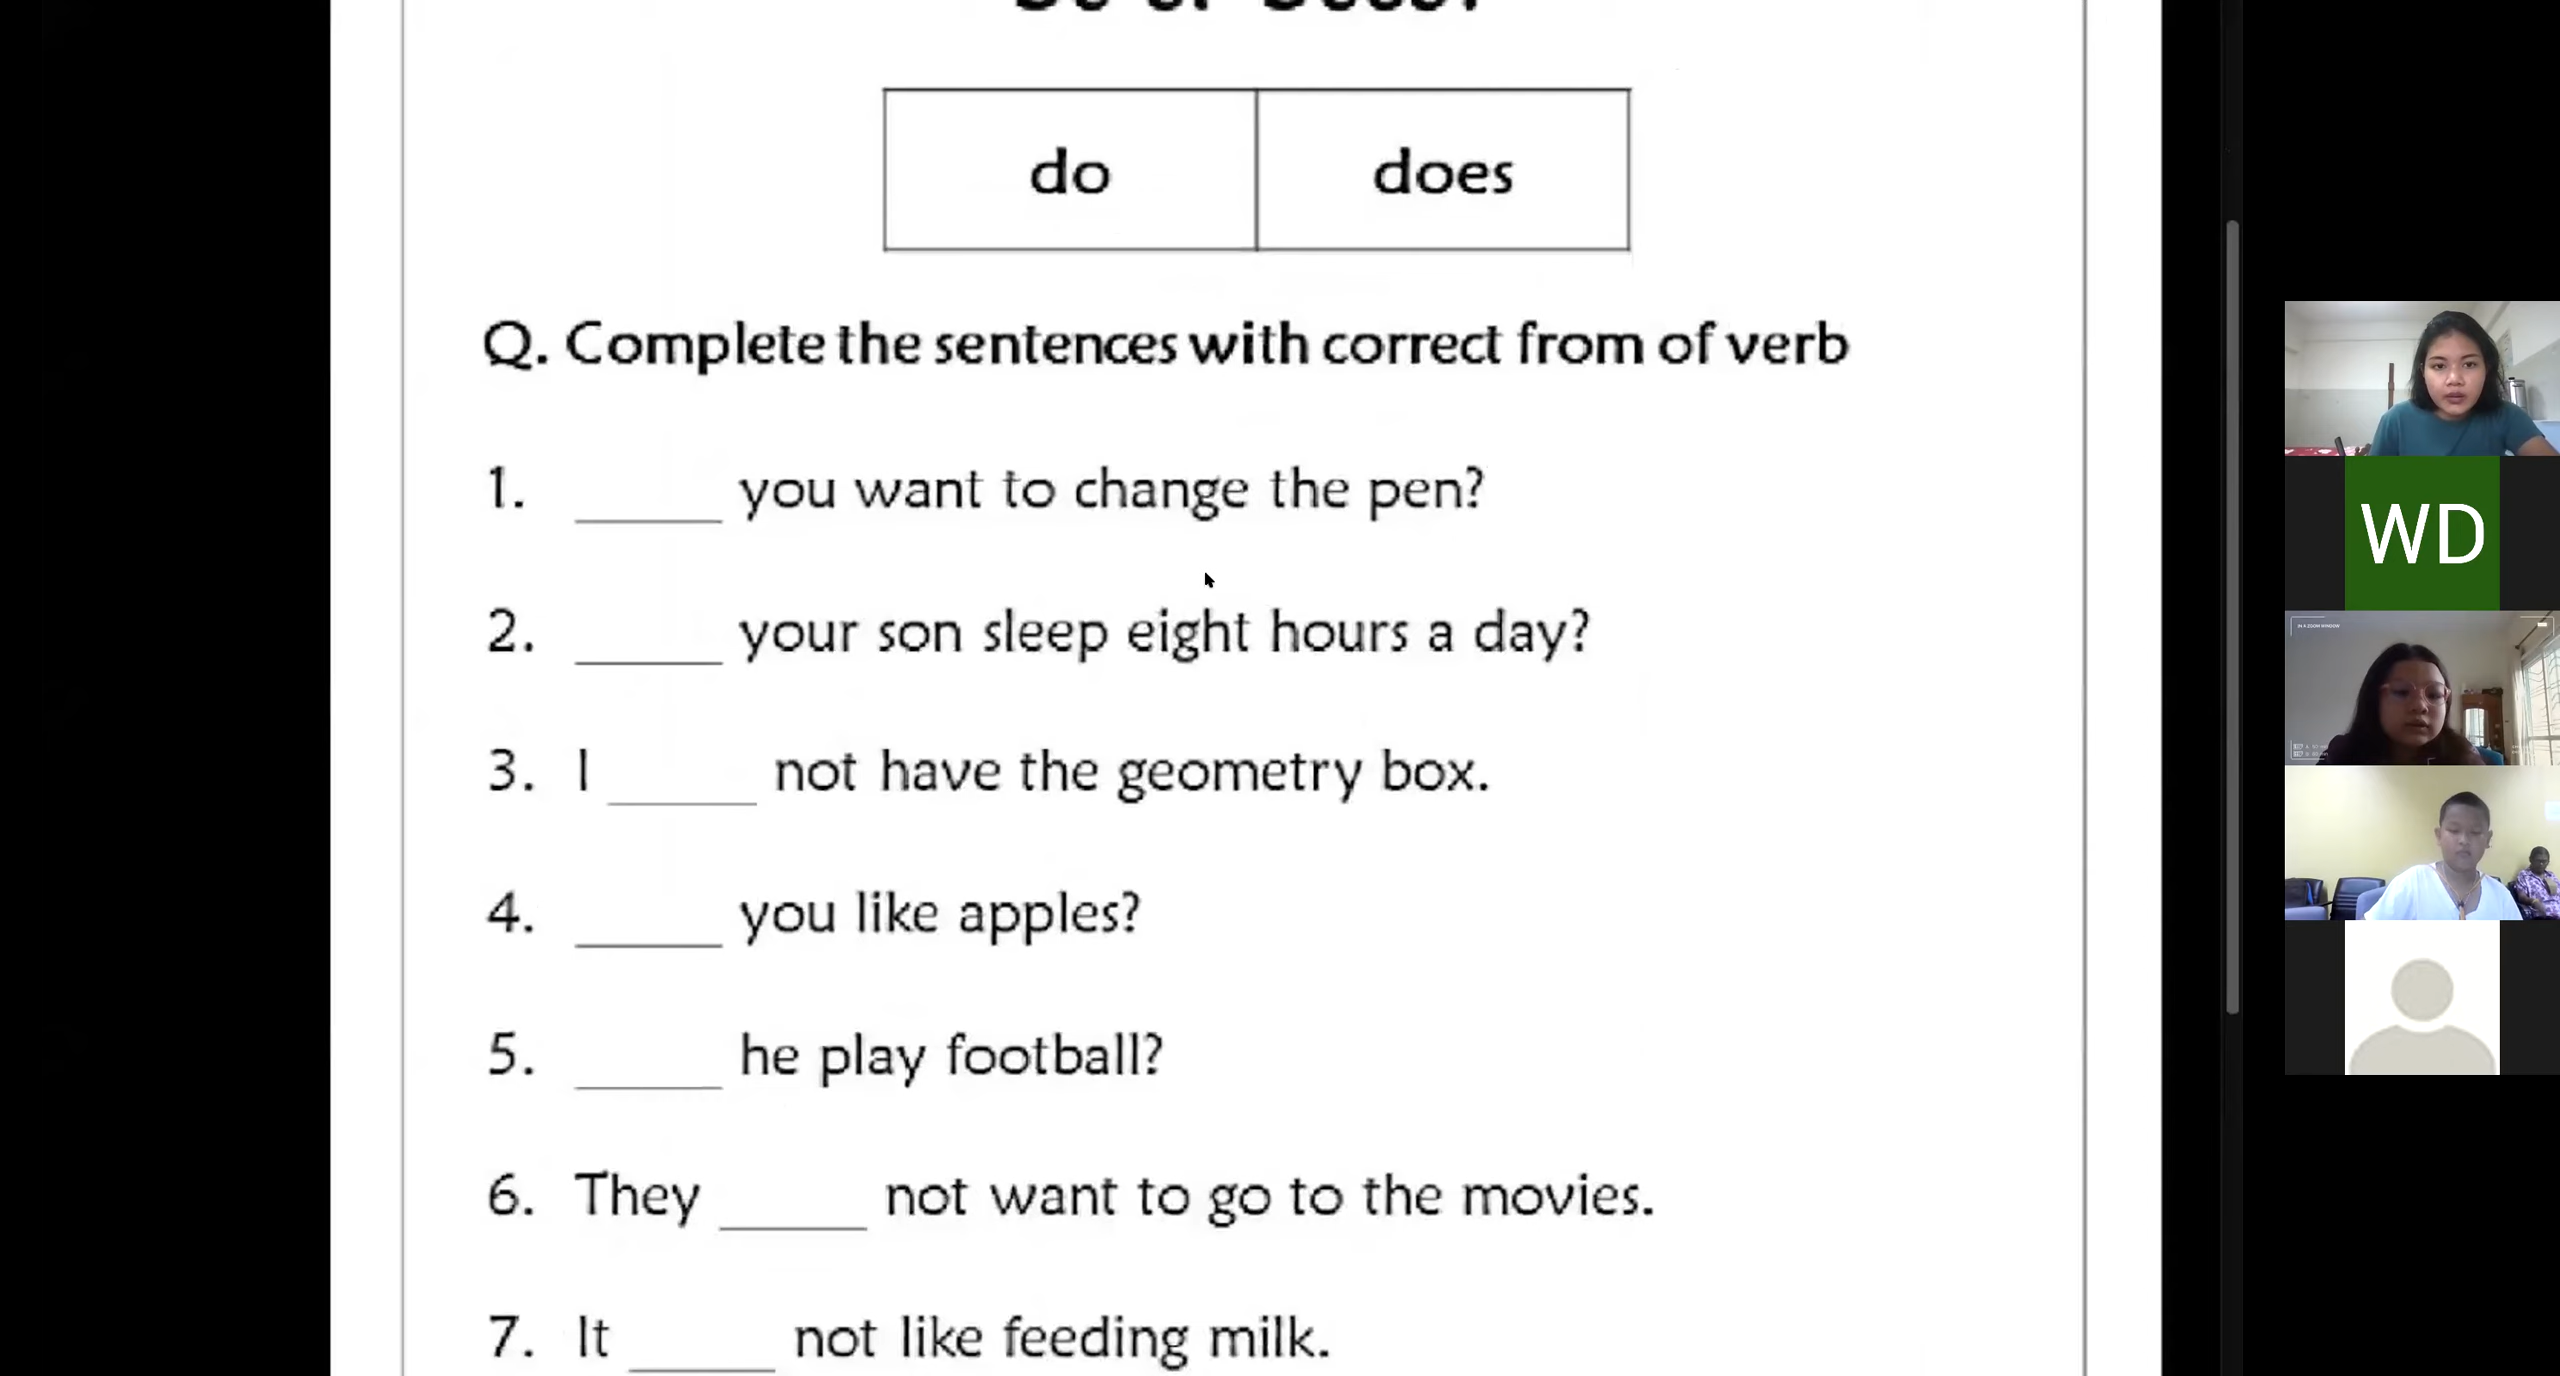 do
does
Q. Complete the sentences with correct from of verb
1. _____ you want to change the pen?
2. _____ your son sleep eight hours a day?
3. I _____ not have the geometry box.
4. _____ you like apples?
5. _____ he play football?
6. They _____ not want to go to the movies.
7. It _____ not like feeding milk.
WD
IN A ZOOM WINDOW